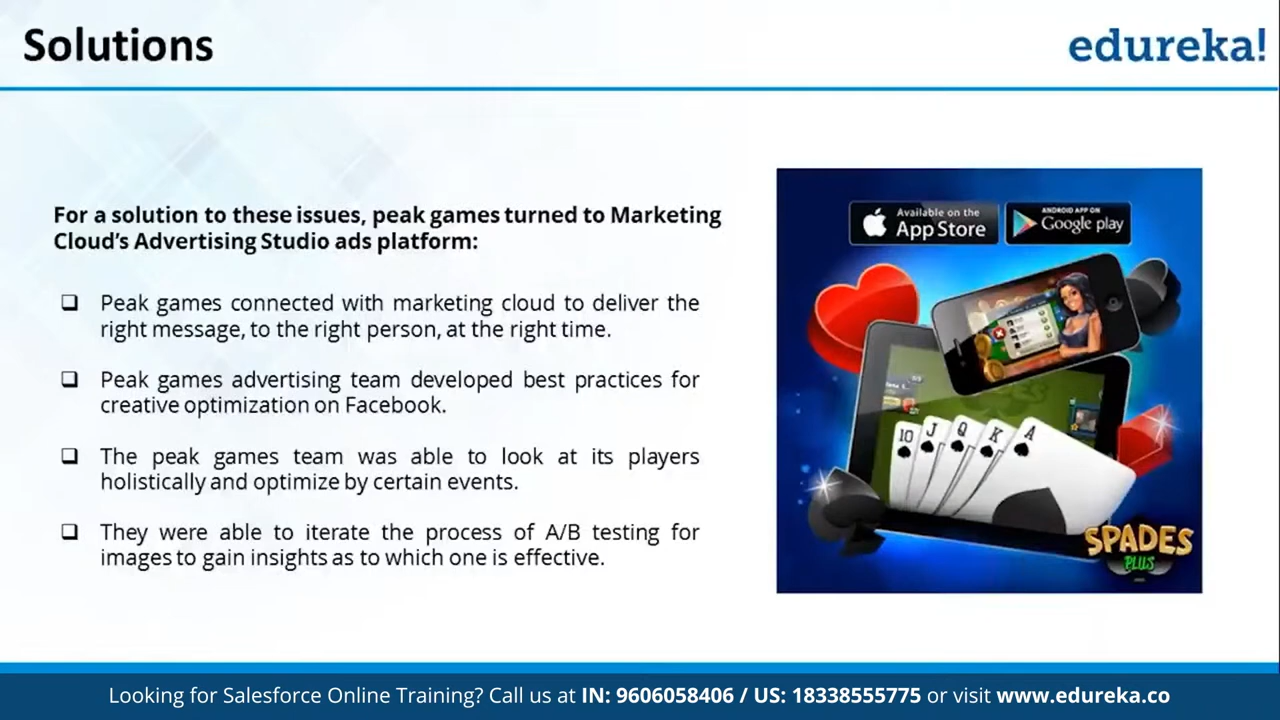 Solutions
edureka!
For a solution to these issues, peak games turned to Marketing
Cloud's Advertising Studio ads platform:
Peak games connected with marketing cloud to deliver the
right message, to the right person, at the right time.
Peak games advertising team developed best practices for
creative optimization on Facebook.
The peak games team was able to look at its players
holistically and optimize by certain events.
They were able to iterate the process of A/B testing for
images to gain insights as to which one is effective.
Available on the
App Store
ANDROID APP ON
Google play
10 J Q K A
SPADES
PLUS
Looking for Salesforce Online Training? Call us at IN: 9606058406 / US: 18338555775 or visit www.edureka.co